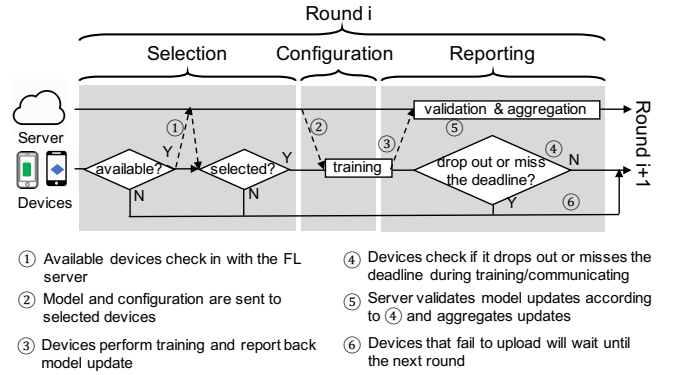 Round i
Selection
Configuration
Reporting
Server
Devices
available?
Y
N
①
selected?
Y
N
②
training
③
validation & aggregation
⑤
drop out or miss
the deadline?
④
N
Y
⑥
Round i+1
① Available devices check in with the FL
server
② Model and configuration are sent to
selected devices
③ Devices perform training and report back
model update
④ Devices check if it drops out or misses the
deadline during training/communicating
⑤ Server validates model updates according
to ④ and aggregates updates
⑥ Devices that fail to upload will wait until
the next round